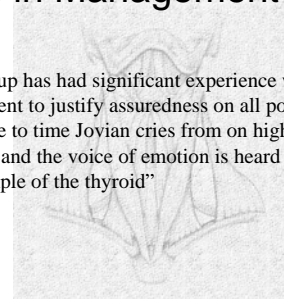 in Management
up has had significant experience
ent to justify assuredness on all po
e to time Jovian cries from on high
and the voice of emotion is heard
ple of the thyroid”